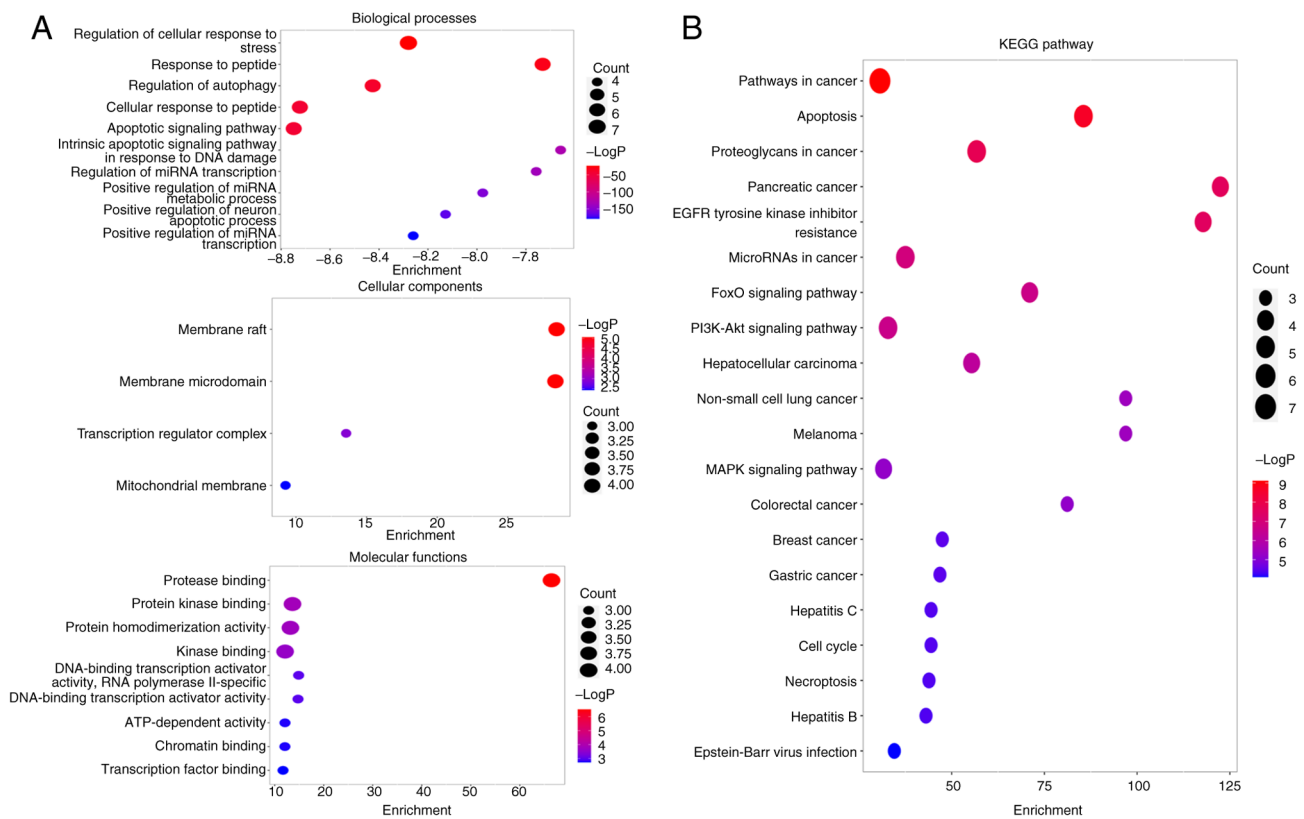 A
Biological processes
Regulation of cellular response to
stress
Response to peptide
Regulation of autophagy
Cellular response to peptide
Apoptotic signaling pathway
Intrinsic apoptotic signaling pathway
in response to DNA damage
Regulation of miRNA transcription
Positive regulation of miRNA
metabolic process
Positive regulation of neuron
apoptotic process
Positive regulation of miRNA
transcription
−8.8 −8.6 −8.4 −8.2 −8.0 −7.8
Enrichment
Count
4
5
6
7
−LogP
−50
−100
−150
Cellular components
Membrane raft
Membrane microdomain
Transcription regulator complex
Mitochondrial membrane
10 15 20 25
Enrichment
−LogP
5.0
4.5
4.0
3.5
3.0
2.5
Count
3.00
3.25
3.50
3.75
4.00
Molecular functions
Protease binding
Protein kinase binding
Protein homodimerization activity
Kinase binding
DNA-binding transcription activator
activity, RNA polymerase II-specific
DNA-binding transcription activator activity
ATP-dependent activity
Chromatin binding
Transcription factor binding
10 20 30 40 50 60
Enrichment
Count
3.00
3.25
3.50
3.75
4.00
−LogP
6
5
4
3
B
KEGG pathway
Pathways in cancer
Apoptosis
Proteoglycans in cancer
Pancreatic cancer
EGFR tyrosine kinase inhibitor
resistance
MicroRNAs in cancer
FoxO signaling pathway
PI3K-Akt signaling pathway
Hepatocellular carcinoma
Non-small cell lung cancer
Melanoma
MAPK signaling pathway
Colorectal cancer
Breast cancer
Gastric cancer
Hepatitis C
Cell cycle
Necroptosis
Hepatitis B
Epstein-Barr virus infection
50 75 100 125
Enrichment
Count
3
4
5
6
7
−LogP
9
8
7
6
5